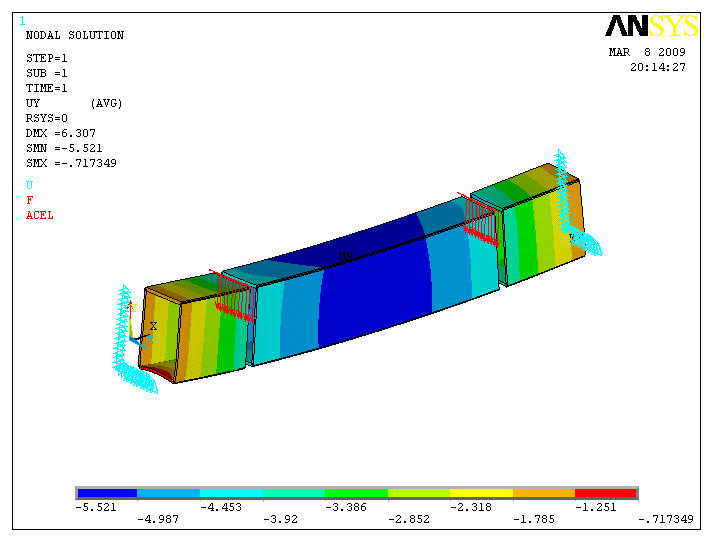 1
NODAL SOLUTION
STEP=1
SUB =1
TIME=1
UY       (AVG)
RSYS=0
DMX =6.307
SMN =-5.521
SMX =-.717349
U
F
ACEL
ANSYS
MAR  8 2009
20:14:27
X
-5.521
-4.987
-4.453
-3.92
-3.386
-2.852
-2.318
-1.785
-1.251
-.717349